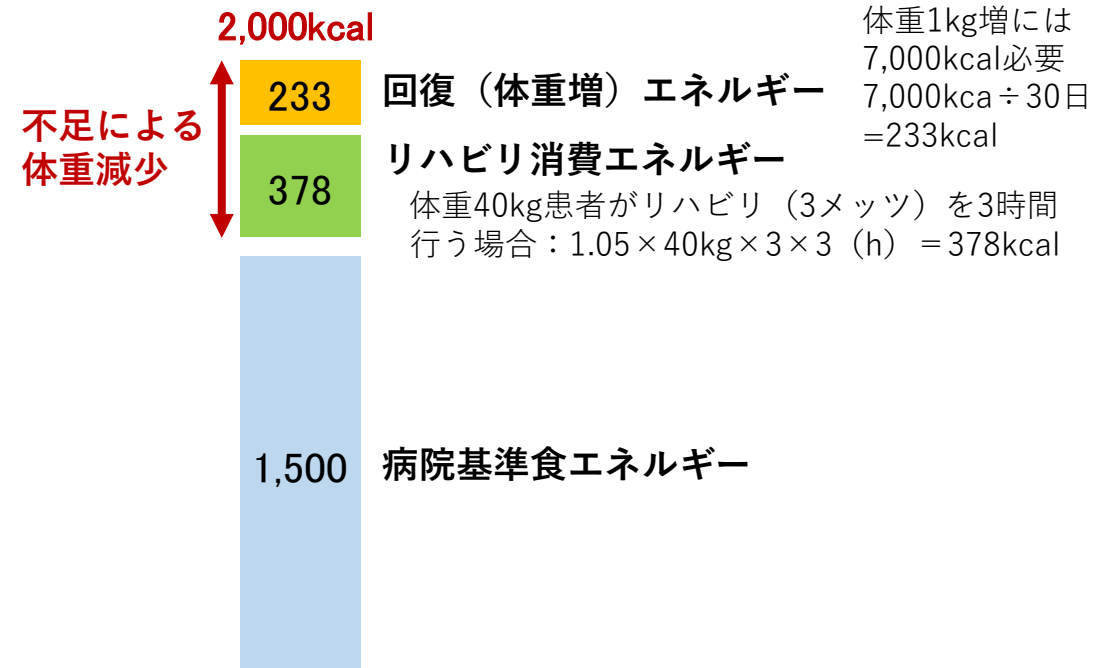 2,000kcal
体重1kg増には
7,000kcal必要
7,000kca÷30日
=233kcal
233
回復（体重増）エネルギー
不足による
体重減少
378
リハビリ消費エネルギー
体重40kg患者がリハビリ（3メッツ）を3時間
行う場合：1.05×40kg×3×3（h）＝378kcal
1,500
病院基準食エネルギー